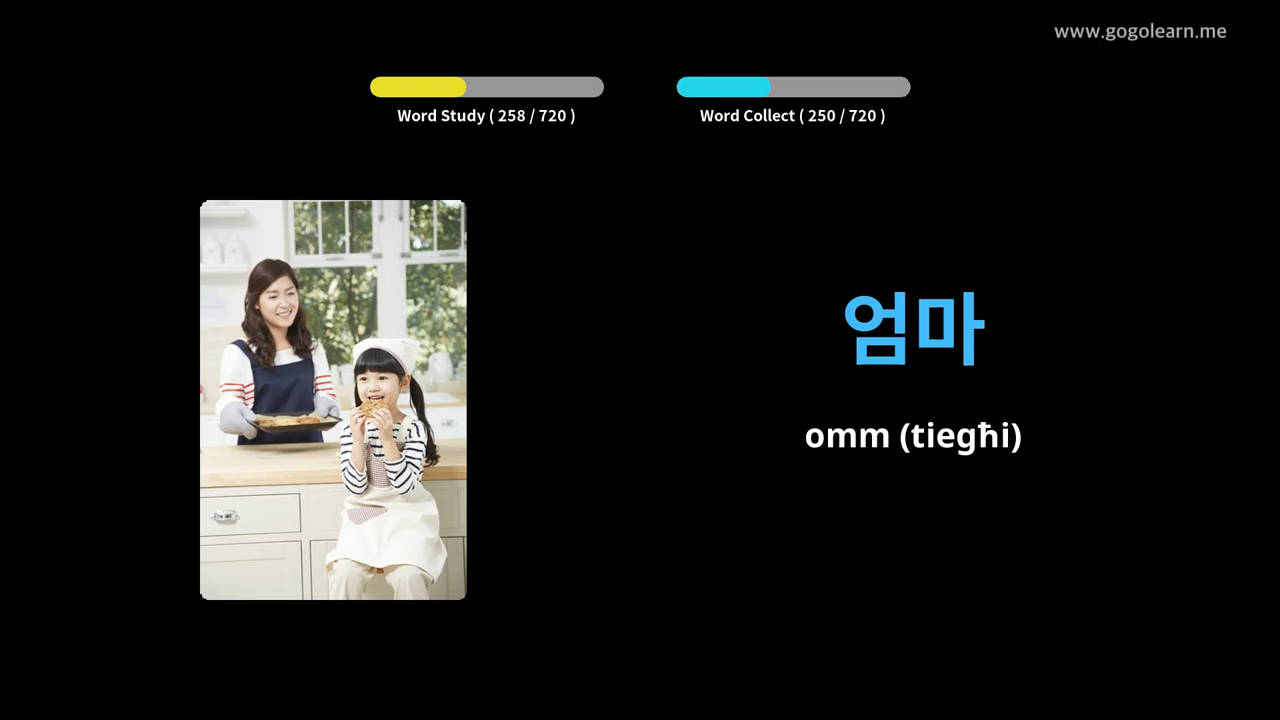 www.gogolearn.me
Word Study ( 258 / 720 )
Word Collect ( 250 / 720 )
엄마
omm (tiegħi)